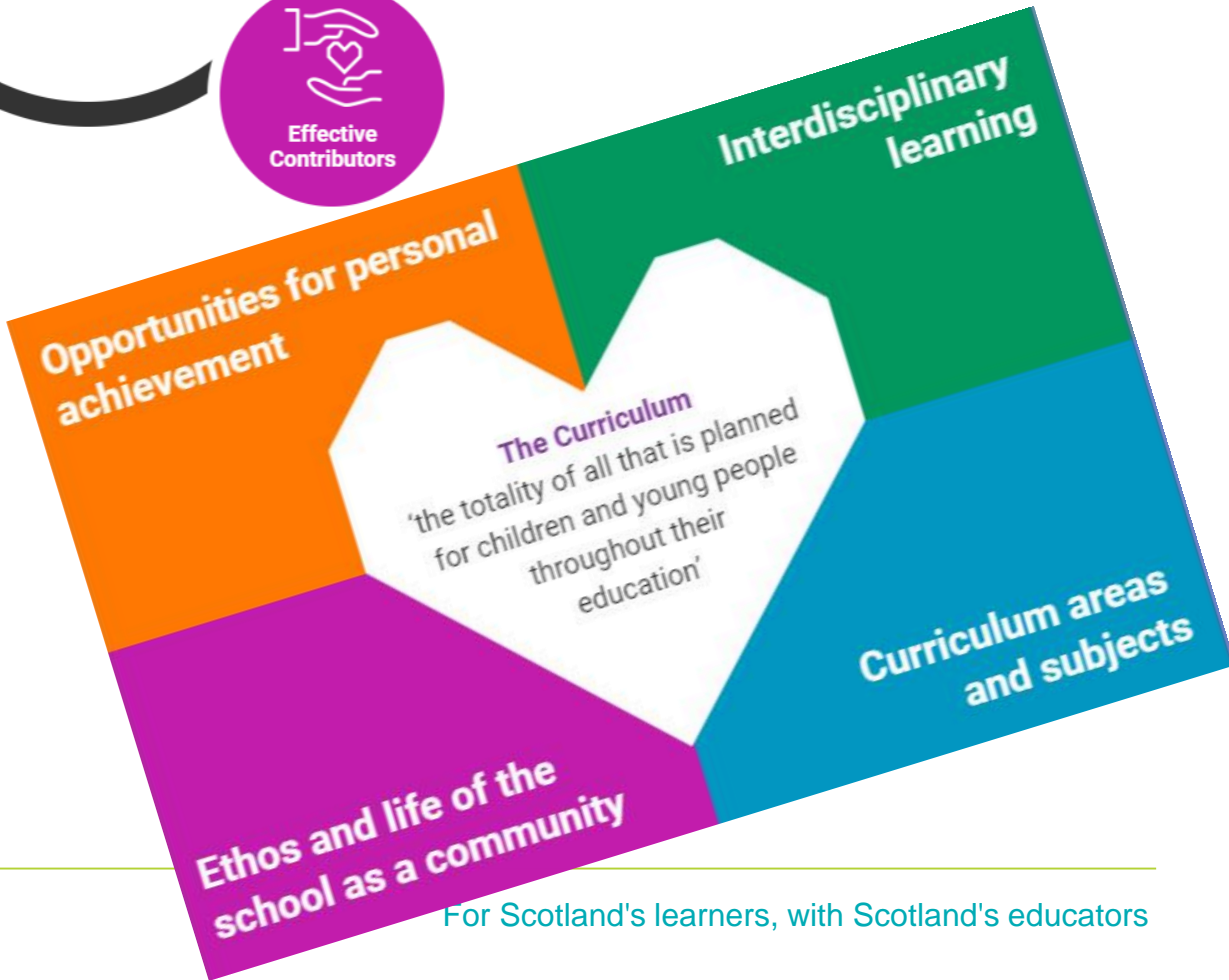 Effective
Contributors
Opportunities for personal
achievement
Interdisciplinary
learning
The Curriculum
‘the totality of all that is planned
for children and young people
throughout their
education’
Curriculum areas
and subjects
Ethos and life of the
school as a community
For Scotland's learners, with Scotland's educators